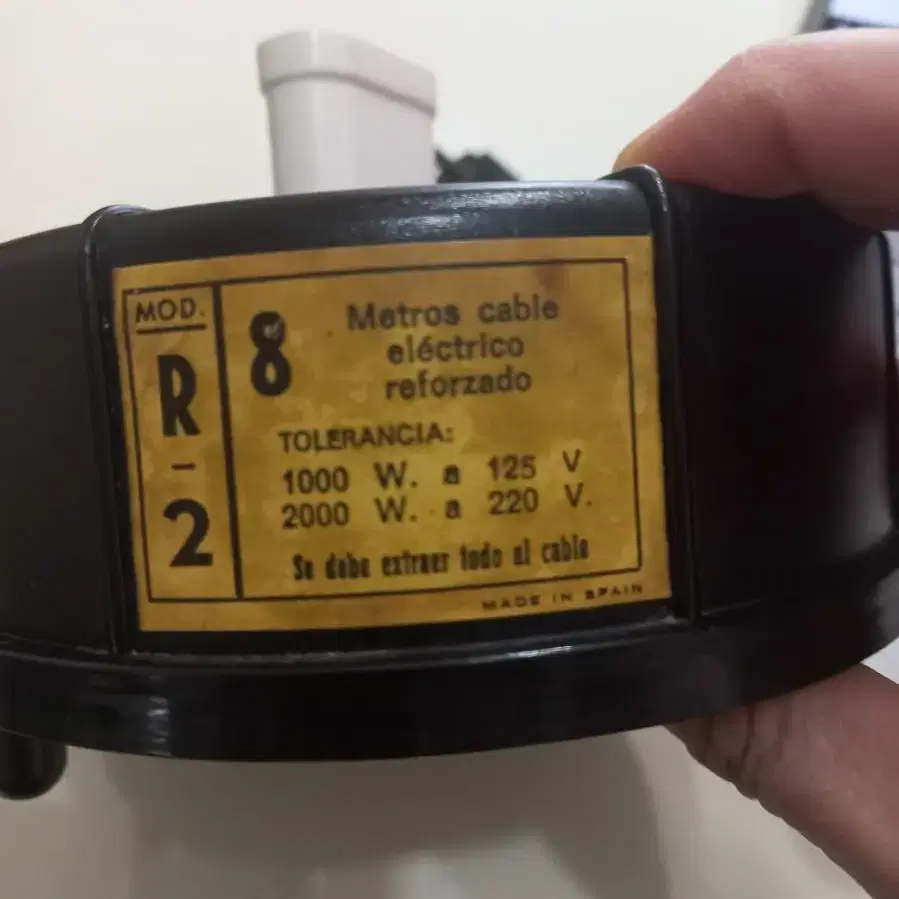 MOD.
R
-
2
8
Metros cable
eléctrico
reforzado
TOLERANCIA:
1000 W. a 125 V
2000 W. a 220 V.
Se debe extraer todo el cable
MADE IN SPAIN